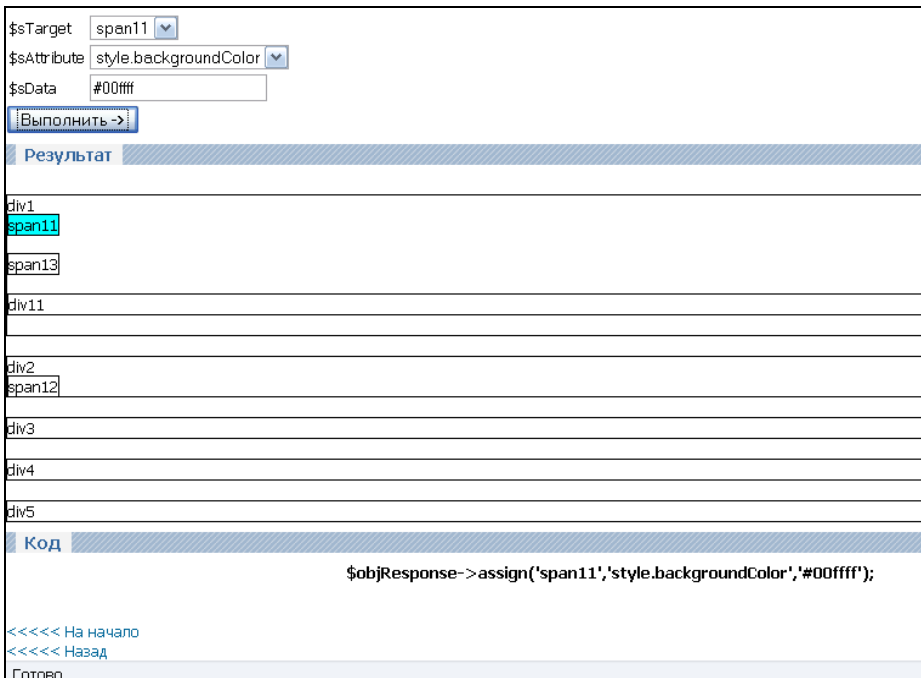 $sTarget span11
$sAttribute style.backgroundColor
$sData #00ffff
Выполнить ->
Результат
div1
span11
span13
div11
div2
span12
div3
div4
div5
Код
$objResponse->assign('span11','style.backgroundColor','#00ffff');
<<<<< На начало
<<<<< Назад
Готово